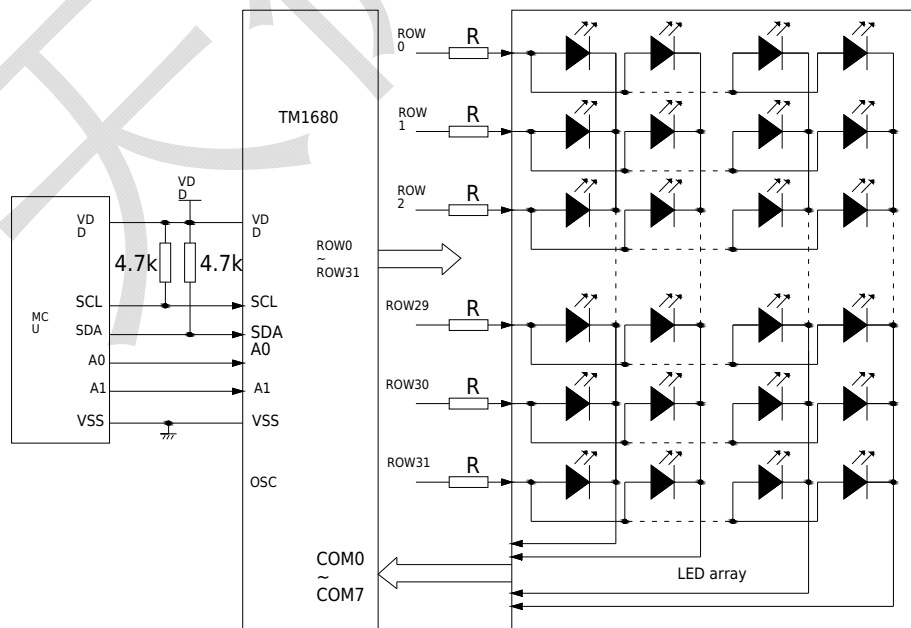 ROW
0
R
ROW
1
R
ROW
2
R
ROW29
R
ROW30
R
ROW31
R
TM1680
VD
D
VD
D
VD
D
4.7k
4.7k
ROW0
~
ROW31
MC
U
SCL
SCL
SDA
SDA
A0
A0
A1
A1
VSS
VSS
OSC
COM0
~
COM7
LED array